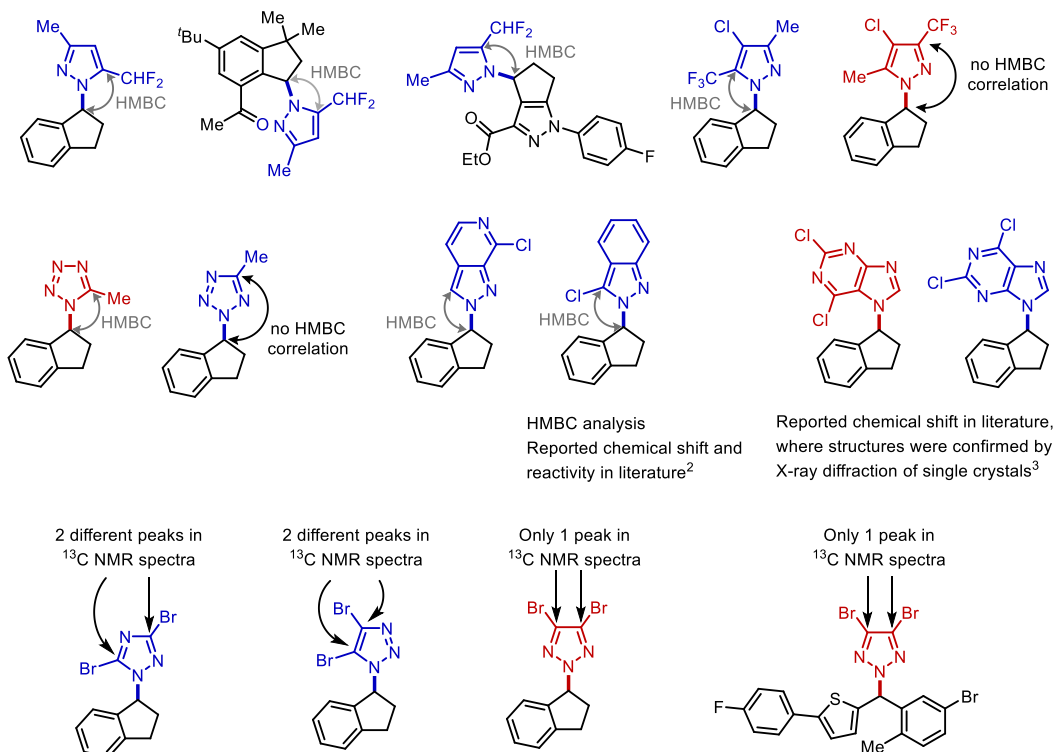 Me
N
N
CHF2
HMBC
tBu
Me
Me
HMBC
Me
O
N
N
CHF2
Me
CHF2
HMBC
Me
N
N
O
EtO
N
N
F
Cl
Me
F3C
N
N
HMBC
Cl
CF3
Me
N
N
no HMBC
correlation
N
N
N
N
Me
HMBC
Me
N
N
N
N
no HMBC
correlation
N
Cl
N
N
HMBC
Cl
N
N
HMBC
Cl
N
N
N
N
Cl
Cl
N
N
N
N
Cl
HMBC analysis
Reported chemical shift and
reactivity in literature2
Reported chemical shift in literature,
where structures were confirmed by
X-ray diffraction of single crystals3
2 different peaks in
13C NMR spectra
2 different peaks in
13C NMR spectra
Only 1 peak in
13C NMR spectra
Only 1 peak in
13C NMR spectra
Br
N
Br
N
N
Br
N
Br
N
N
Br
Br
N
N
N
Br
Br
N
N
N
F
S
Br
Me